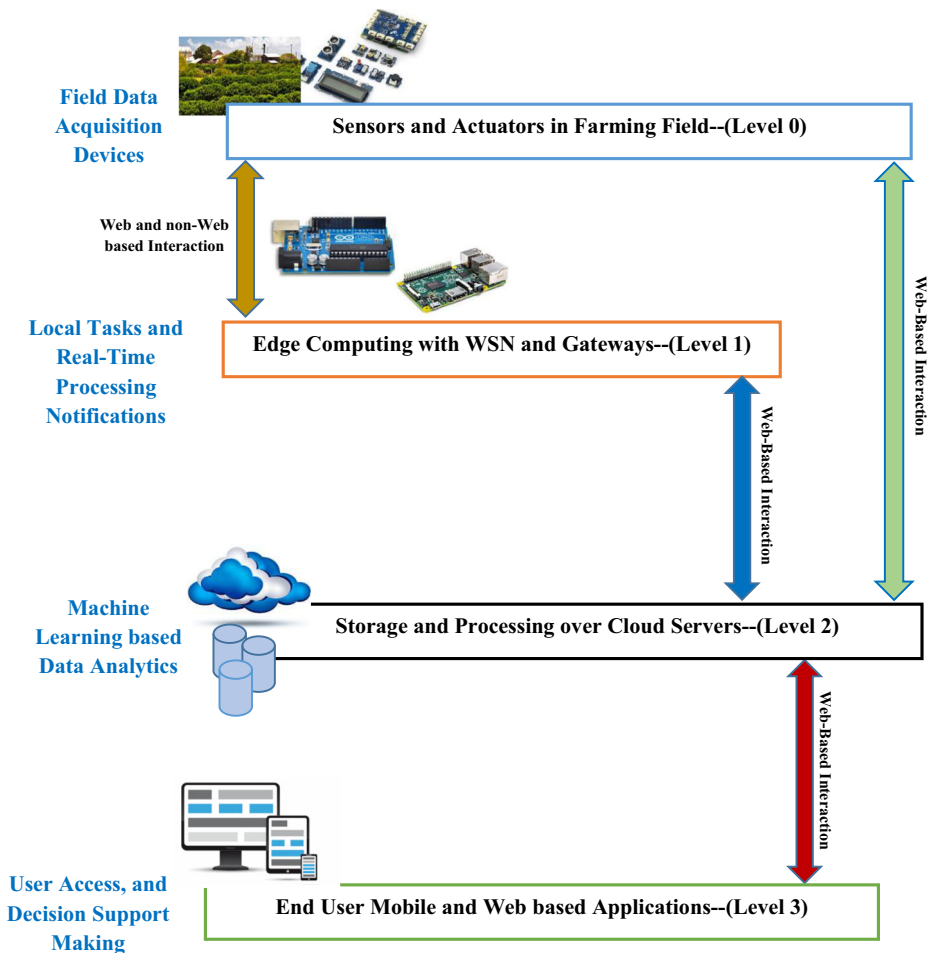 Field Data
Acquisition
Devices
Sensors and Actuators in Farming Field--(Level 0)
Web and non-Web
based Interaction
Web-Based Interaction
Local Tasks and
Real-Time
Processing
Notifications
Edge Computing with WSN and Gateways--(Level 1)
Web-Based Interaction
Machine
Learning based
Data Analytics
Storage and Processing over Cloud Servers--(Level 2)
Web-Based Interaction
User Access, and
Decision Support
Making
End User Mobile and Web based Applications--(Level 3)